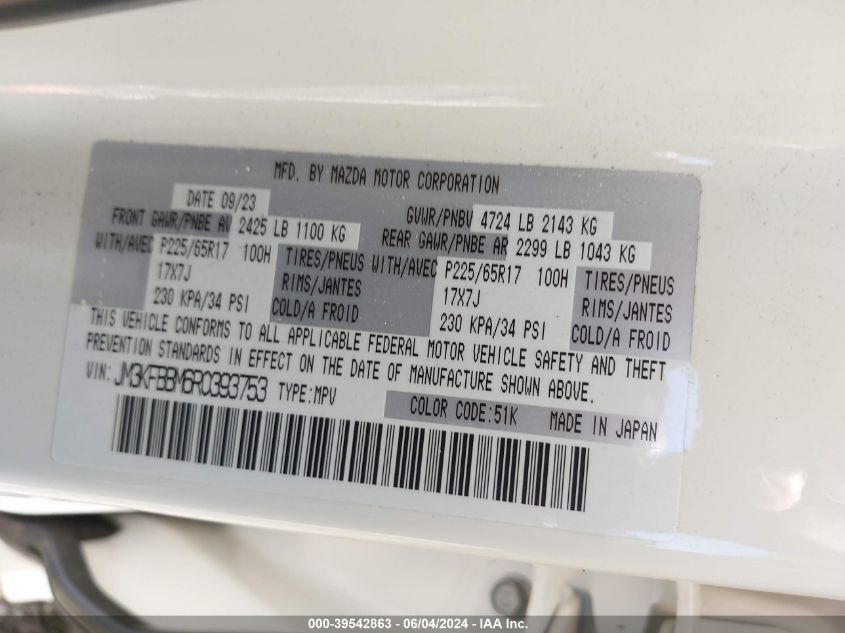 MFD. BY MAZDA MOTOR CORPORATION
DATE 09/23
FRONT GAWR/PNBE AV 2425 LB 1100 KG
WITH/AVEC P225/65R17 100H TIRES/PNEUS
17X7J RIMS/JANTES
230 KPA/34 PSI COLD/A FROID
GVWR/PNBV 4724 LB 2143 KG
REAR GAWR/PNBE AR 2299 LB 1043 KG
WITH/AVEC P225/65R17 100H TIRES/PNEUS
17X7J RIMS/JANTES
230 KPA/34 PSI COLD/A FROID
THIS VEHICLE CONFORMS TO ALL APPLICABLE FEDERAL MOTOR VEHICLE SAFETY AND THEFT
PREVENTION STANDARDS IN EFFECT ON THE DATE OF MANUFACTURE SHOWN ABOVE.
VIN: JM3KFBBM6R0393753 TYPE:MPV
COLOR CODE:51K MADE IN JAPAN
000-39542863 - 06/04/2024 - IAA Inc.